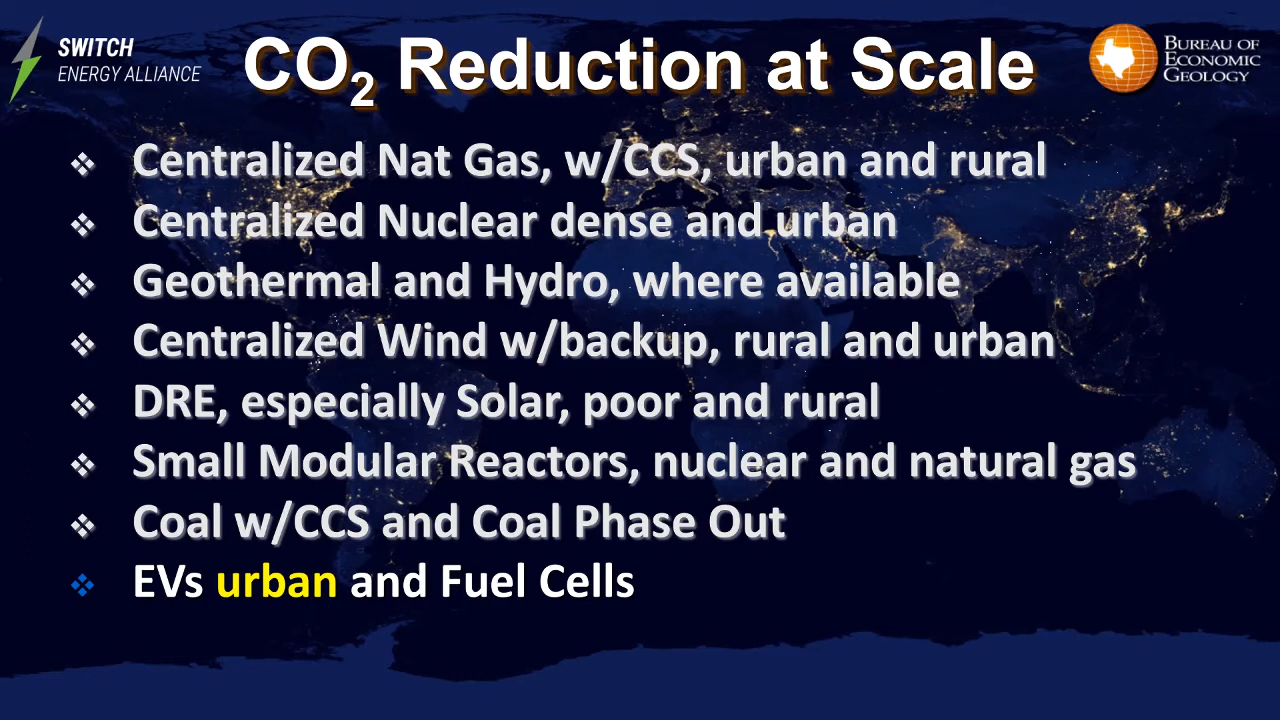 SWITCH
ENERGY ALLIANCE
CO₂ Reduction at Scale
BUREAU OF
ECONOMIC
GEOLOGY
❖ Centralized Nat Gas, w/CCS, urban and rural
❖ Centralized Nuclear dense and urban
❖ Geothermal and Hydro, where available
❖ Centralized Wind w/backup, rural and urban
❖ DRE, especially Solar, poor and rural
❖ Small Modular Reactors, nuclear and natural gas
❖ Coal w/CCS and Coal Phase Out
❖ EVs urban and Fuel Cells